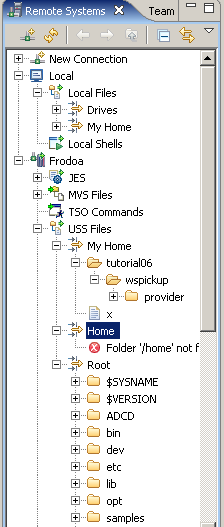 Remote Systems Team
New Connection
Local
Local Files
Drives
My Home
Local Shells
Frodoa
JES
MVS Files
TSO Commands
USS Files
My Home
tutorial06
wspickup
provider
x
Home
Folder '/home' not f
Root
$SYSNAME
$VERSION
ADCD
bin
dev
etc
lib
opt
samples